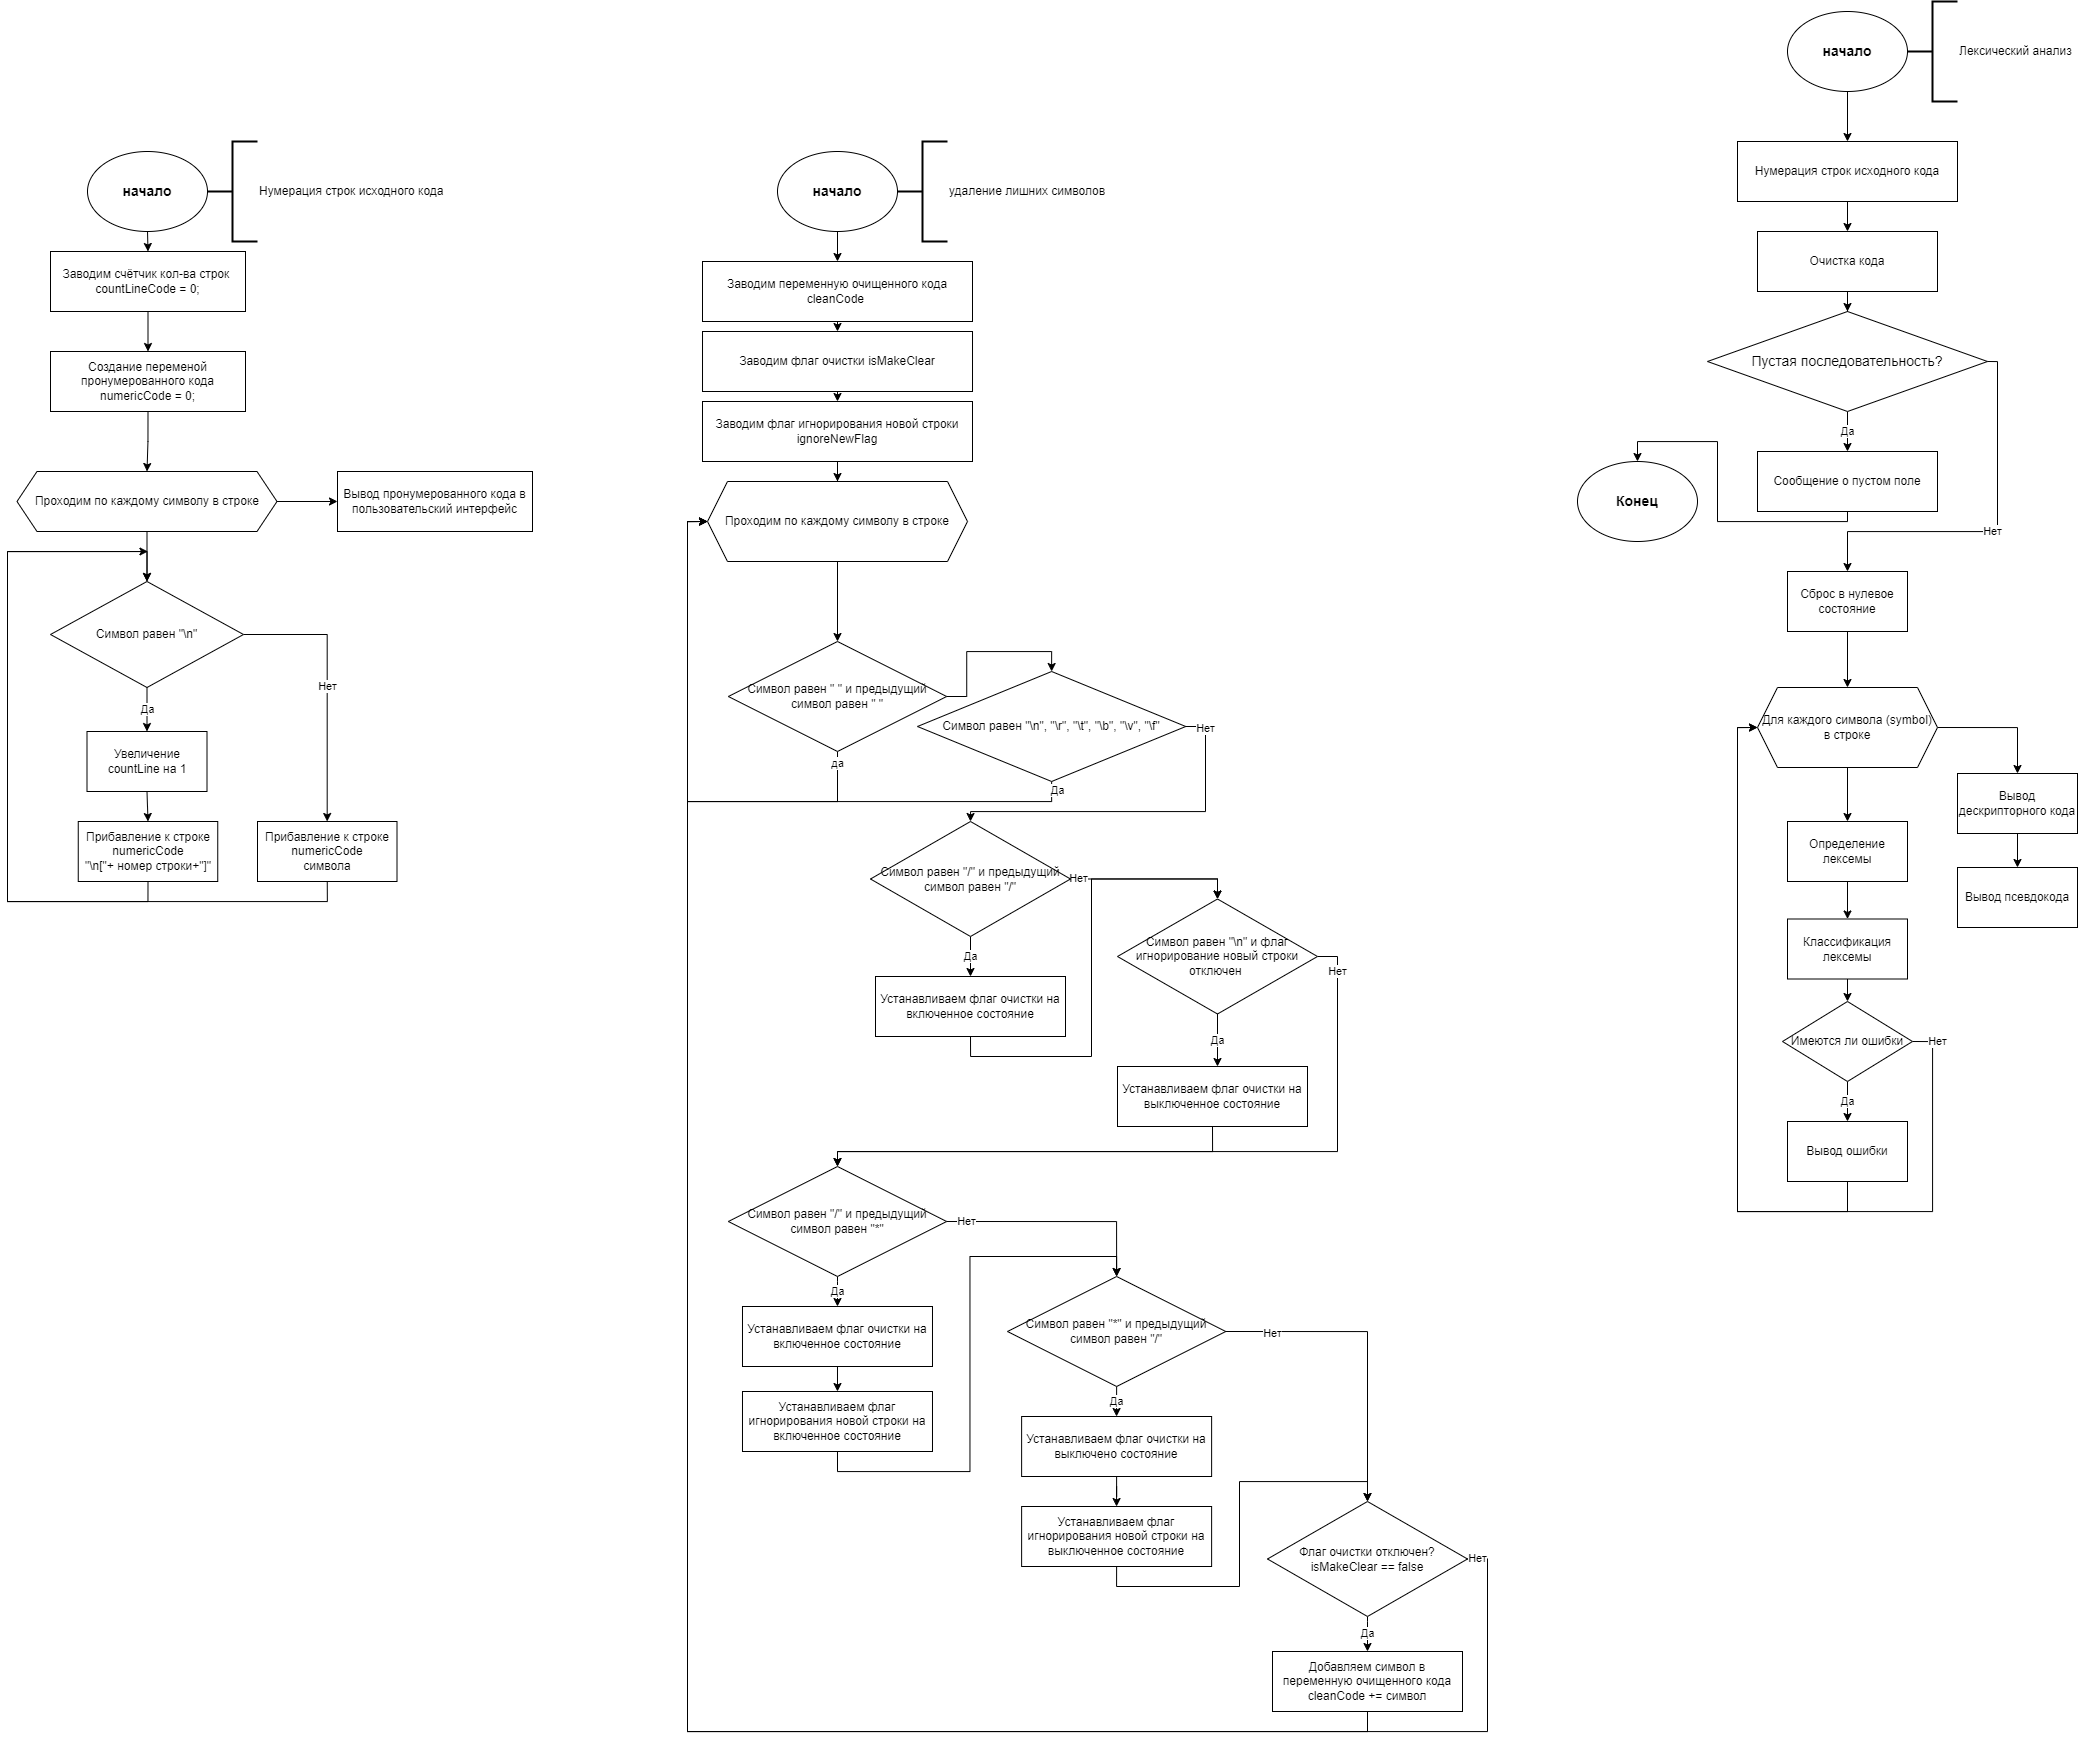 начало
Нумерация строк исходного кода
Заводим счётчик кол-ва строк
countLineCode = 0;
Создание переменой
пронумерованного кода
numericCode = 0;
Проходим по каждому символу в строке
Вывод пронумерованного кода в
пользовательский интерфейс
Символ равен "\n"
Нет
Да
Увеличение
countLine на 1
Прибавление к строке
numericCode
"\n["+ номер строки+"]"
Прибавление к строке
numericCode
символа
начало
удаление лишних символов
Заводим переменную очищенного кода
cleanCode
Заводим флаг очистки isMakeClear
Заводим флаг игнорирования новой строки
ignoreNewFlag
Проходим по каждому символу в строке
Символ равен " " и предыдущий
символ равен " "
да
Символ равен "\n", "\r", "\t", "\b", "\v", "\f"
Нет
Да
Символ равен "/" и предыдущий
символ равен "/"
Нет
Да
Устанавливаем флаг очистки на
включенное состояние
Символ равен "\n" и флаг
игнорирование новый строки
отключен
Нет
Да
Устанавливаем флаг очистки на
выключенное состояние
Символ равен "/" и предыдущий
символ равен "*"
Нет
Да
Устанавливаем флаг очистки на
включенное состояние
Устанавливаем флаг
игнорирования новой строки на
включенное состояние
Символ равен "*" и предыдущий
символ равен "/"
Нет
Да
Устанавливаем флаг очистки на
выключено состояние
Устанавливаем флаг
игнорирования новой строки на
выключенное состояние
Флаг очистки отключен?
isMakeClear == false
Нет
Да
Добавляем символ в
переменную очищенного кода
cleanCode += символ
начало
Лексический анализ
Нумерация строк исходного кода
Очистка кода
Пустая последовательность?
Да
Сообщение о пустом поле
Конец
Нет
Сброс в нулевое
состояние
Для каждого символа (symbol)
в строке
Вывод
дескрипторного кода
Вывод псевдокода
Определение
лексемы
Классификация
лексемы
Имеются ли ошибки
Нет
Да
Вывод ошибки